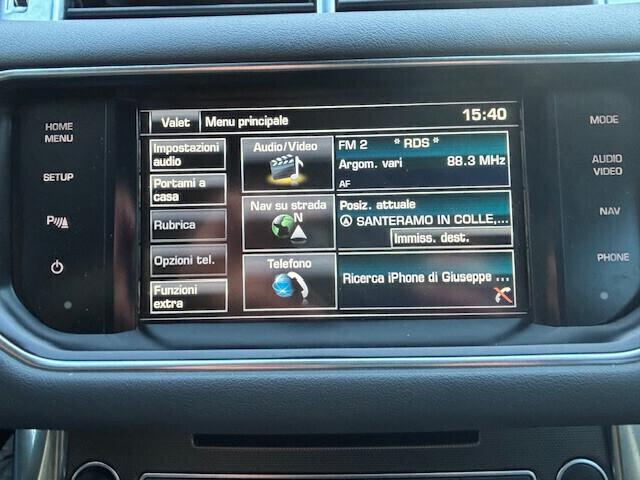 Valet Menu principale 15:40
HOME
MENU
SETUP
P
Impostazioni
audio
Portami a
casa
Rubrica
Opzioni tel.
Funzioni
extra
Audio/Video
Nav su strada
N
Telefono
FM 2 * RDS *
Argom. vari 88.3 MHz
AF
Posiz. attuale
SANTERAMO IN COLLE,...
Immiss. dest.
Ricerca iPhone di Giuseppe ...
MODE
AUDIO
VIDEO
NAV
PHONE